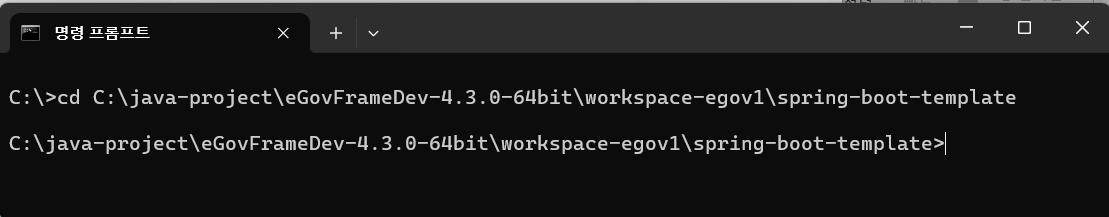 명령 프롬프트
C:\>cd C:\java-project\eGovFrameDev-4.3.0-64bit\workspace-egov1\spring-boot-template
C:\java-project\eGovFrameDev-4.3.0-64bit\workspace-egov1\spring-boot-template>